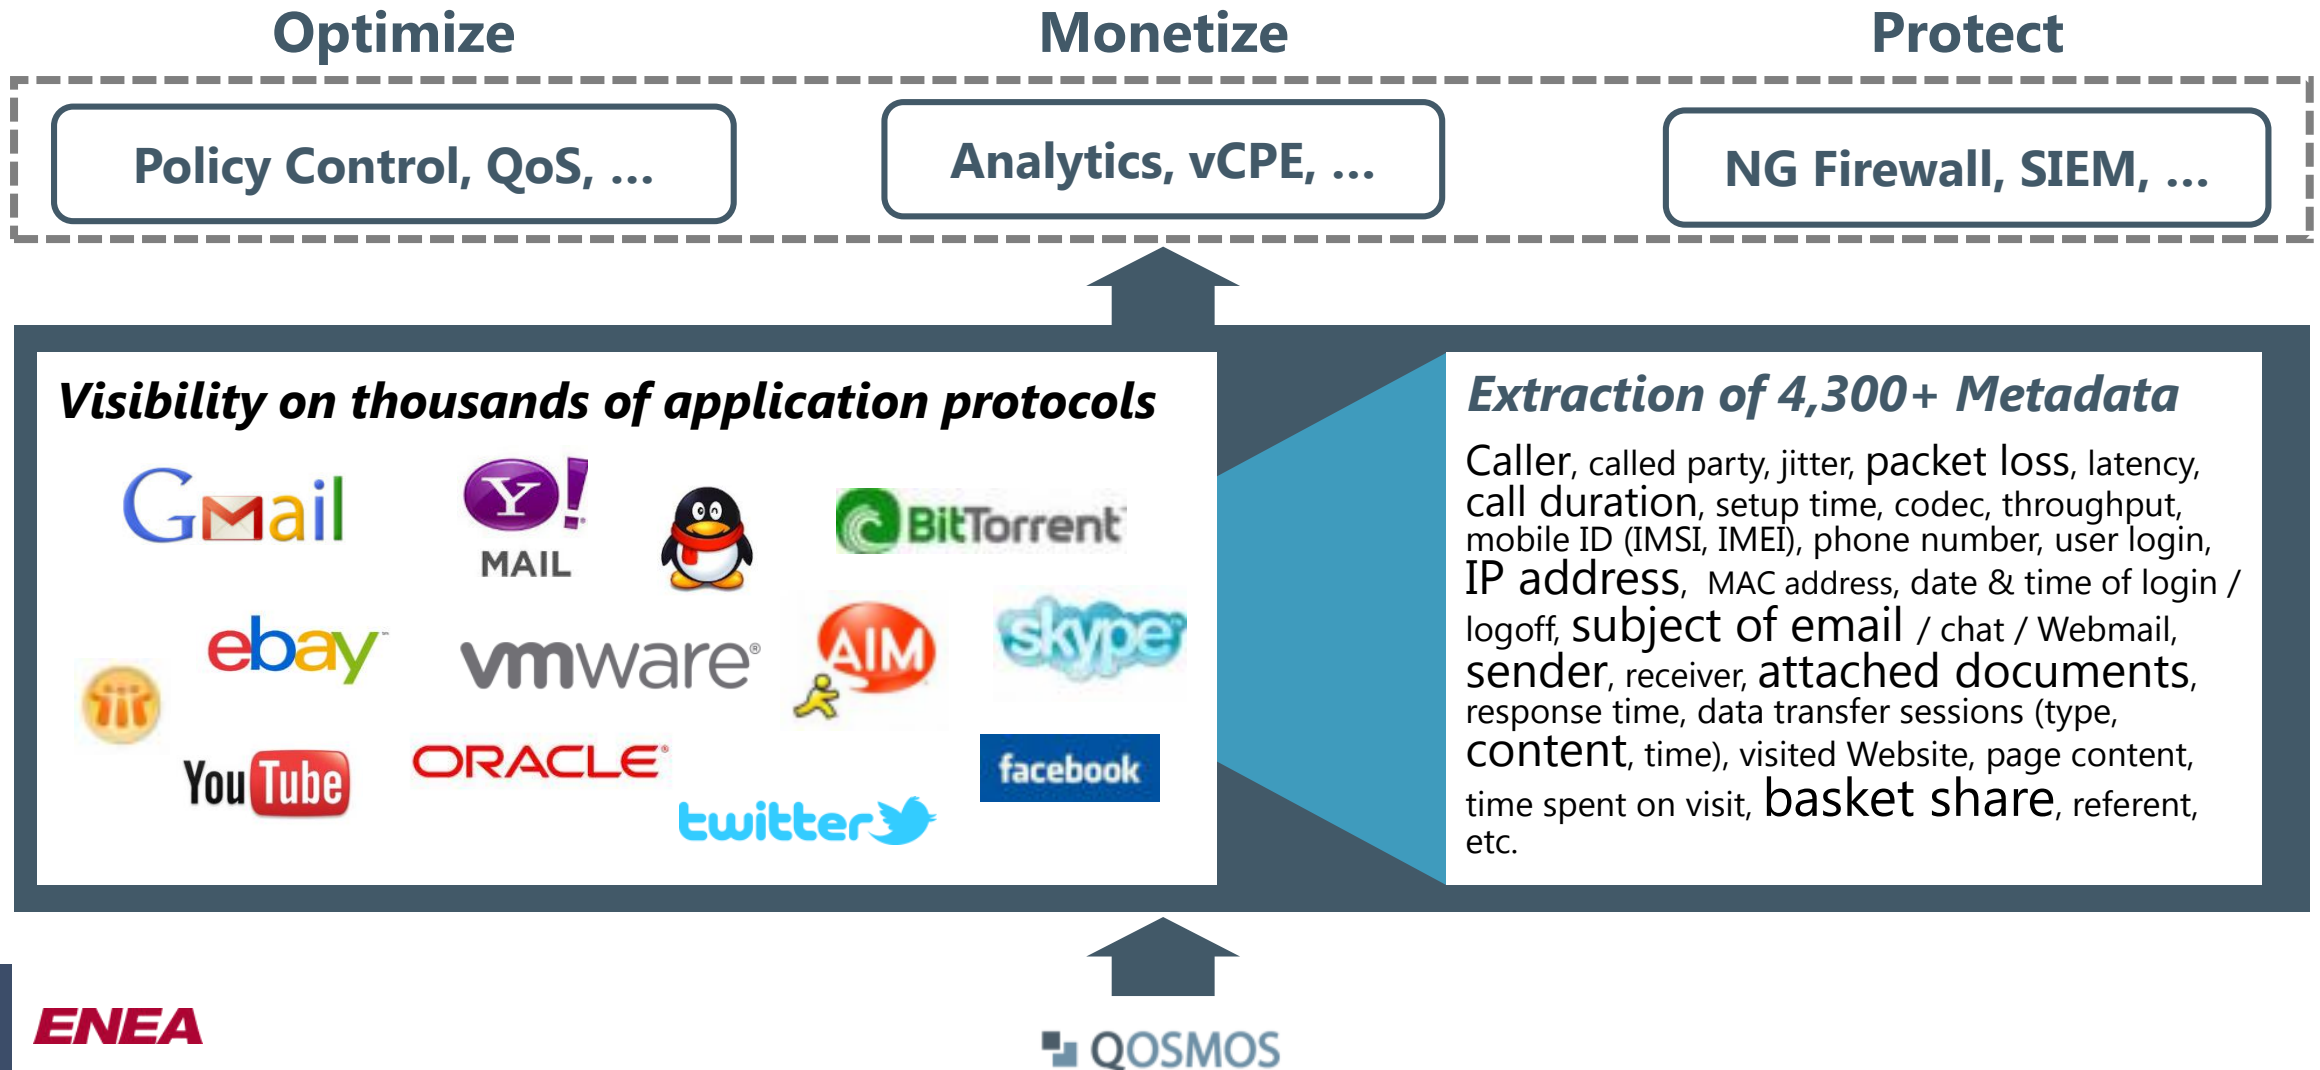 Optimize
Monetize
Protect
Policy Control, QoS, ...
Analytics, vCPE, ...
NG Firewall, SIEM, ...
Visibility on thousands of application protocols
Gmail
Y!
MAIL
BitTorrent
ebay
vmware®
AIM
skype
You Tube
ORACLE®
twitter
facebook
Extraction of 4,300+ Metadata
Caller, called party, jitter, packet loss, latency,
call duration, setup time, codec, throughput,
mobile ID (IMSI, IMEI), phone number, user login,
IP address, MAC address, date & time of login /
logoff, subject of email / chat / Webmail,
sender, receiver, attached documents,
response time, data transfer sessions (type,
content, time), visited Website, page content,
time spent on visit, basket share, referent,
etc.
ENEA
QOSMOS